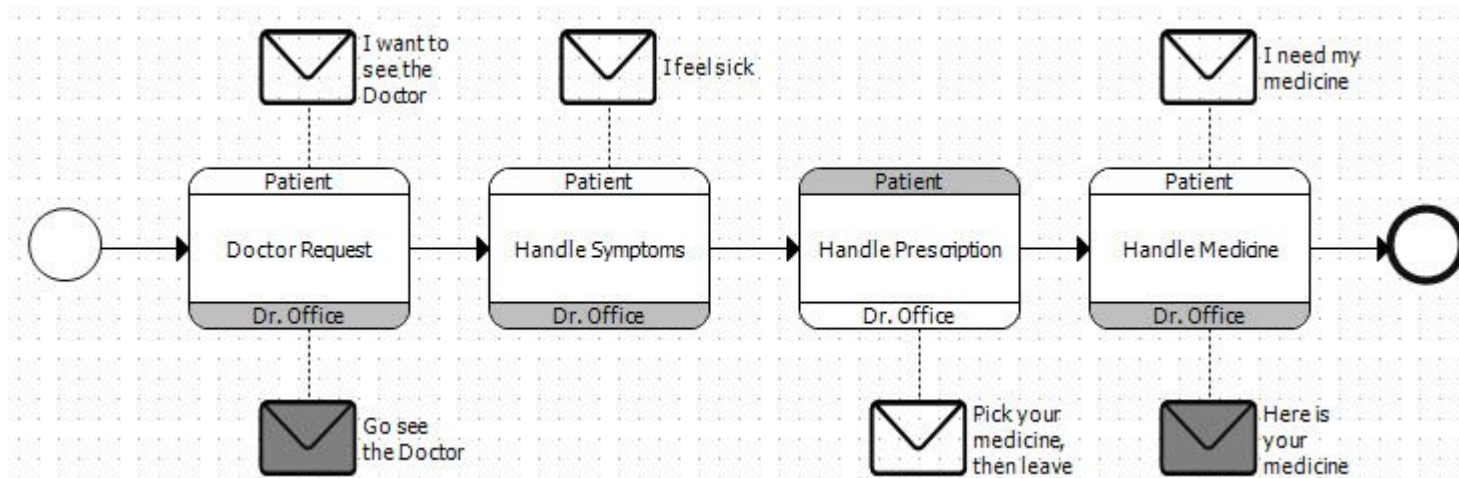 I want to
see the
Doctor
I feel sick
I need my
medicine
Patient
Patient
Patient
Patient
Doctor Request
Handle Symptoms
Handle Prescription
Handle Medicine
Dr. Office
Dr. Office
Dr. Office
Dr. Office
Go see
the Doctor
Pick your
medicine,
then leave
Here is
your
medicine